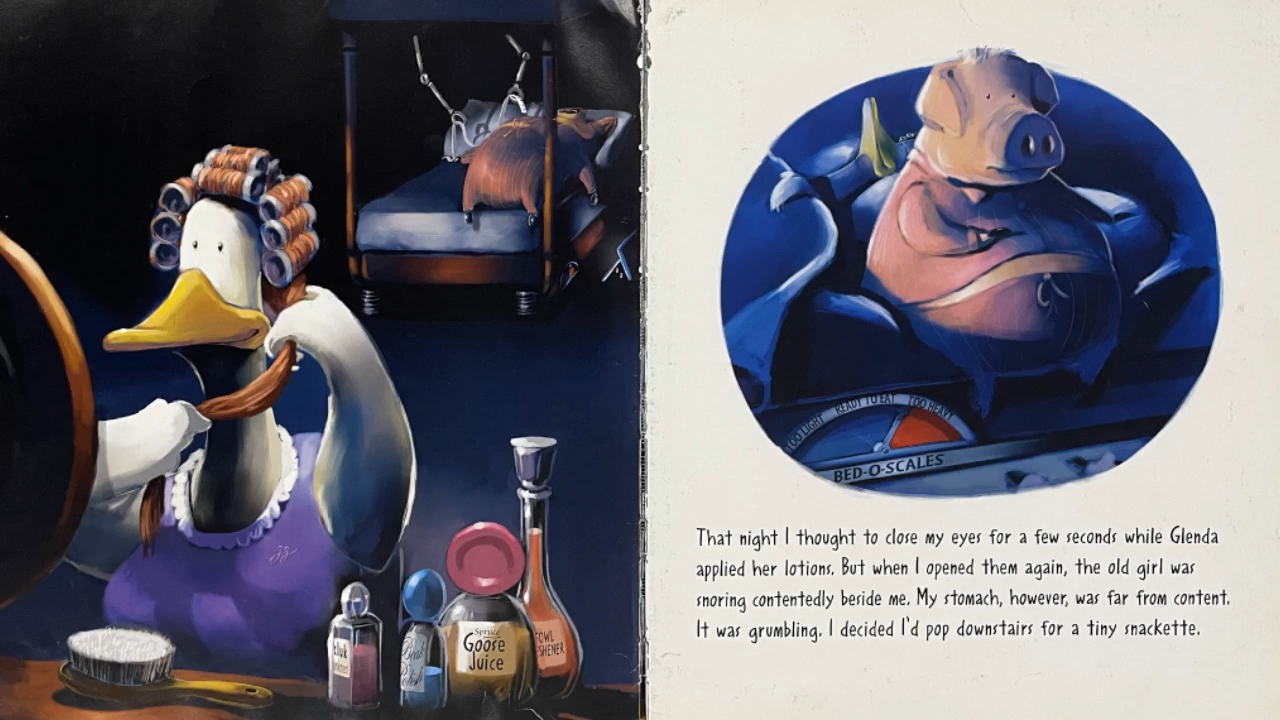 Spruce
Goose
Juice
FOWL
TOO LIGHT READY TO EAT TOO HEAVY
BED-O-SCALES
That night I thought to close my eyes for a few seconds while Glenda
applied her lotions. But when I opened them again, the old girl was
snoring contentedly beside me. My stomach, however, was far from content.
It was grumbling. I decided I'd pop downstairs for a tiny snackette.